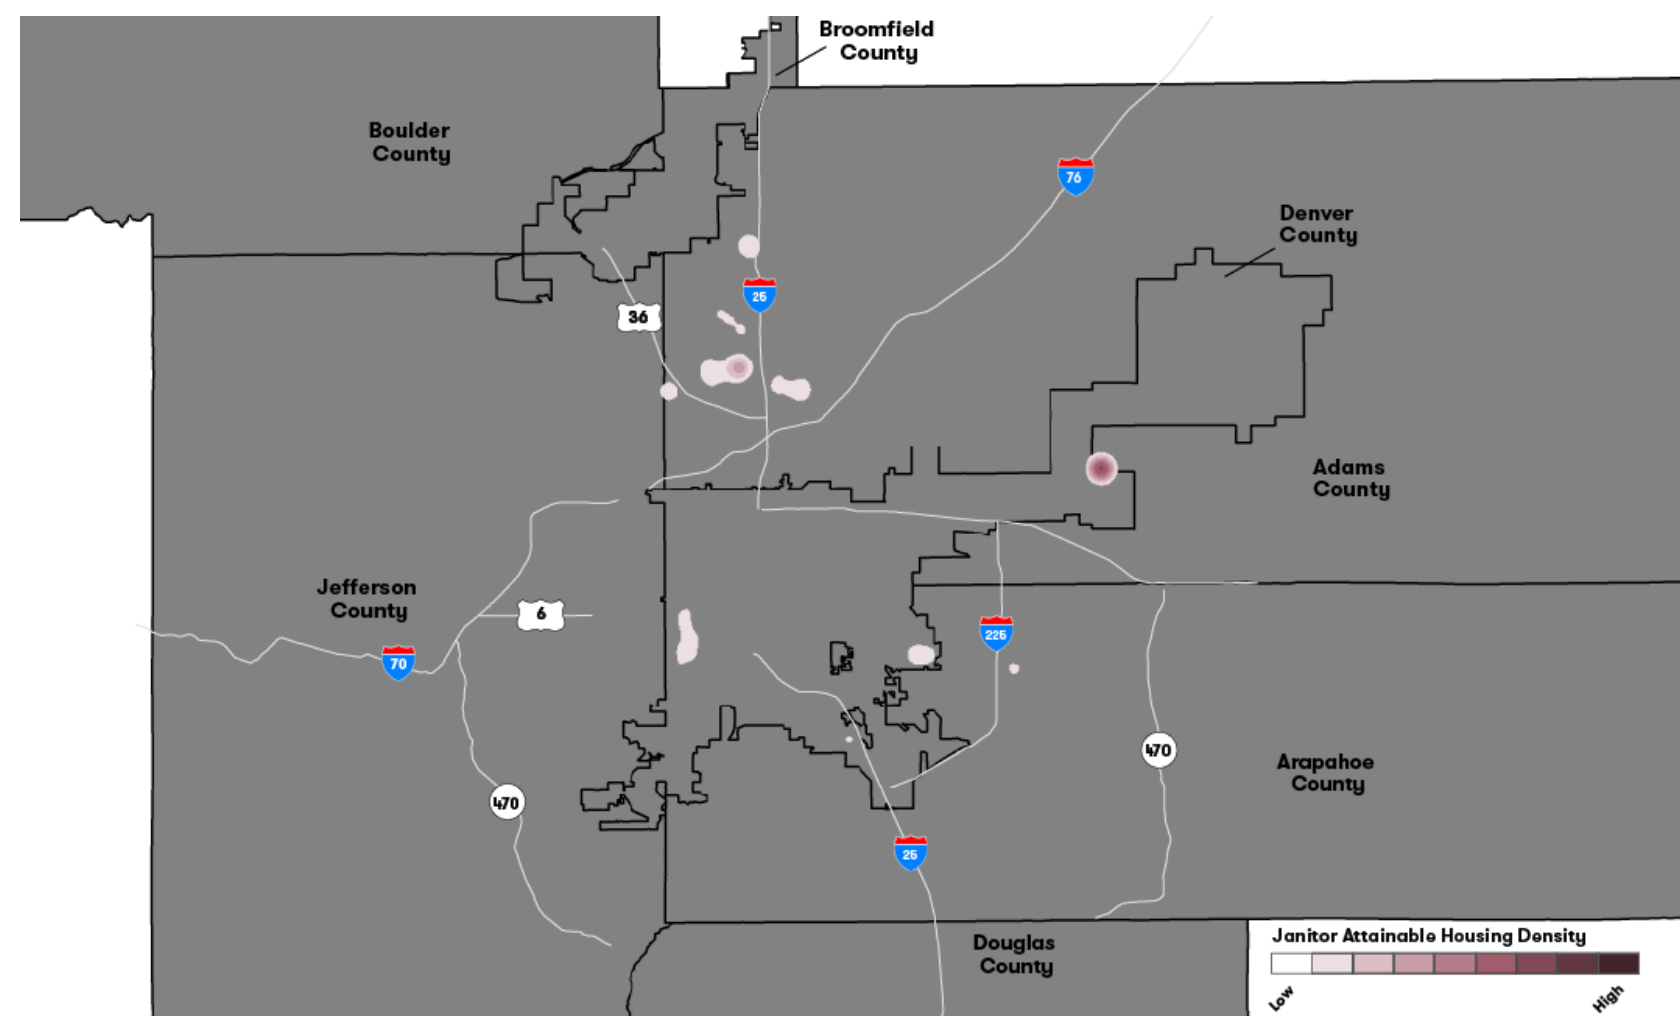 Broomfield
County
Boulder
County
76
Denver
County
25
36
Adams
County
Jefferson
County
6
225
70
470
Arapahoe
County
470
25
Douglas
County
Janitor Attainable Housing Density
Low
High